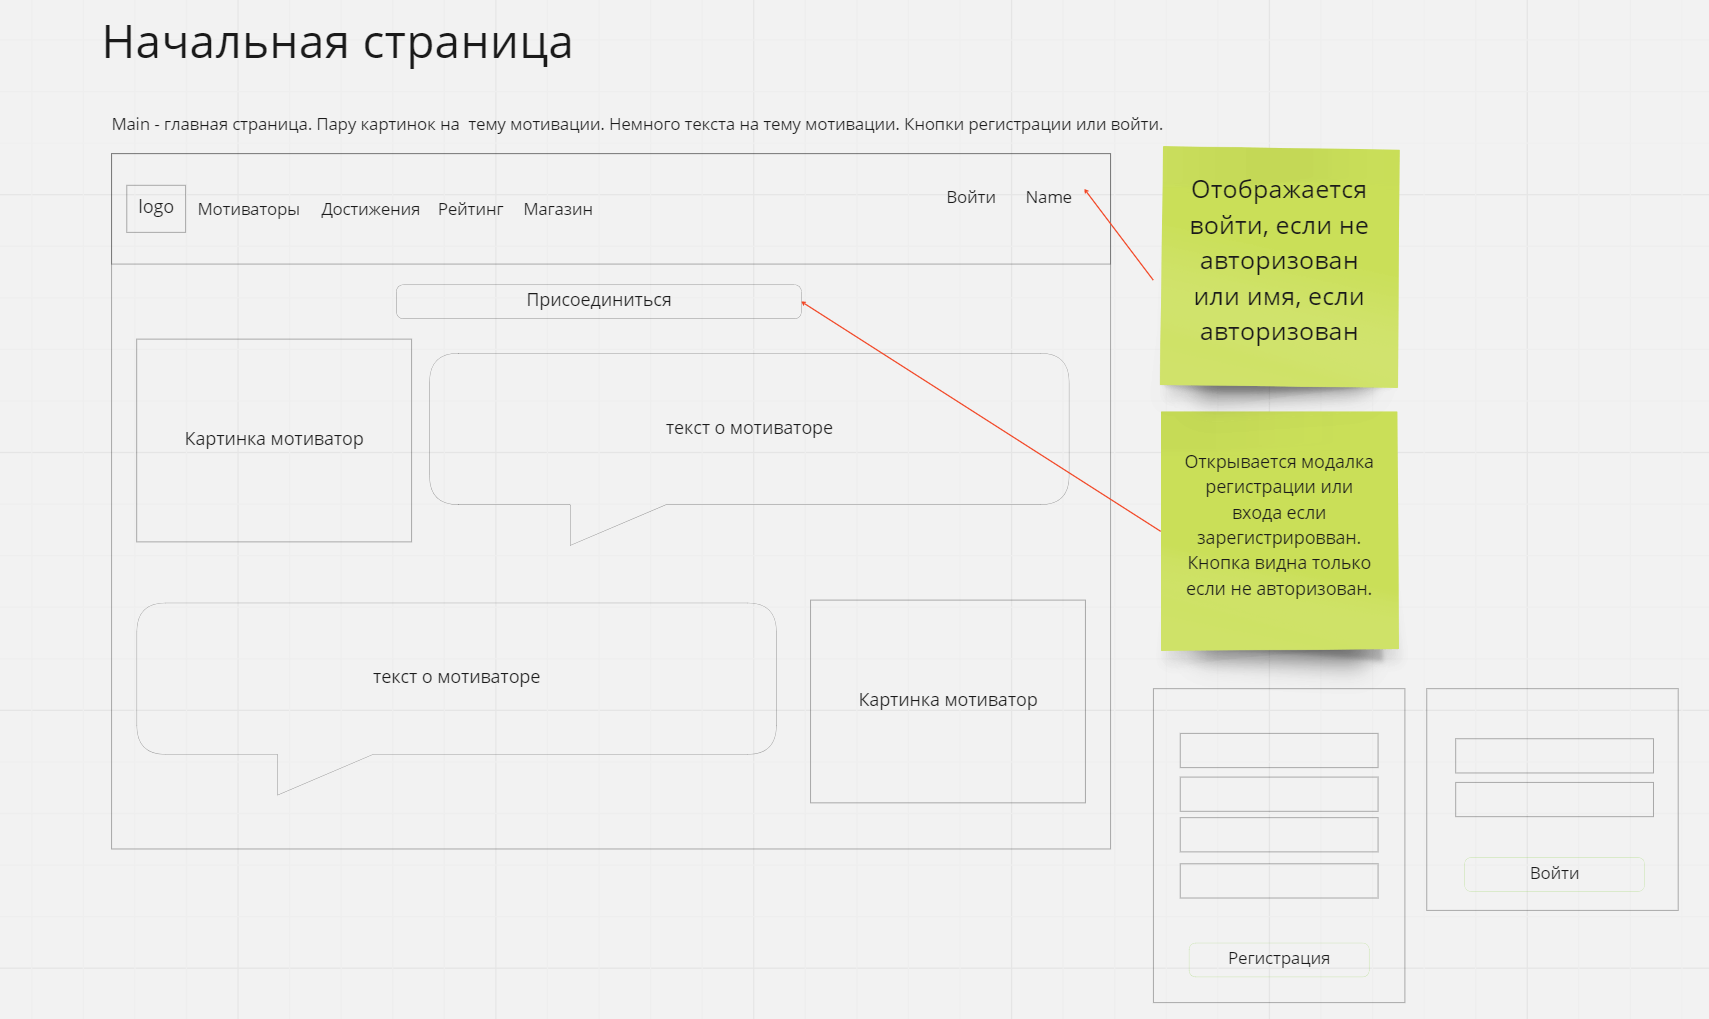 Начальная страница
Main - главная страница. Пару картинок на  тему мотивации. Немного текста на тему мотивации. Кнопки регистрации или войти.
logo
Мотиваторы
Достижения
Рейтинг
Магазин
Войти
Name
Присоединиться
Картинка мотиватор
текст о мотиваторе
текст о мотиваторе
Картинка мотиватор
Отображается
войти, если не
авторизован
или имя, если
авторизован
Открывается модалка
регистрации или
входа если
зарегистрировван.
Кнопка видна только
если не авторизован.
Регистрация
Войти